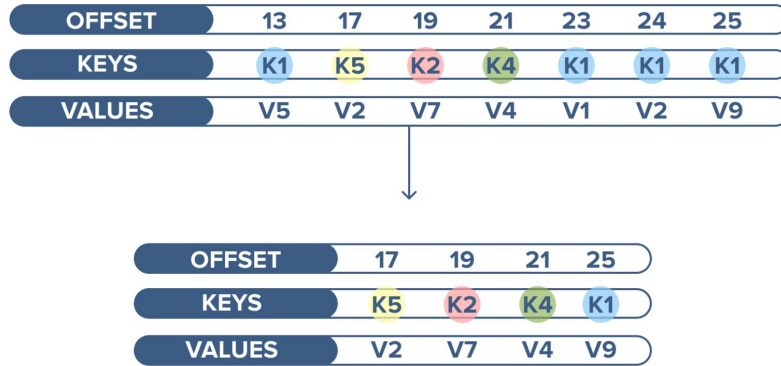 OFFSET 13 17 19 21 23 24 25
KEYS K1 K5 K2 K4 K1 K1 K1
VALUES V5 V2 V7 V4 V1 V2 V9
OFFSET 17 19 21 25
KEYS K5 K2 K4 K1
VALUES V2 V7 V4 V9